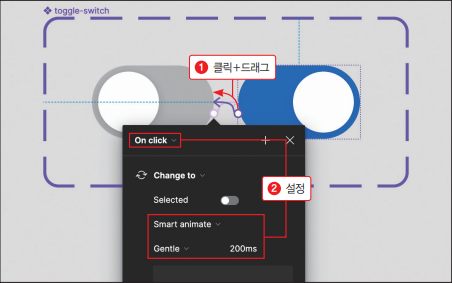 toggle-switch
1 클릭+드래그
On click
Change to
2 설정
Selected
Smart animate
Gentle 200ms